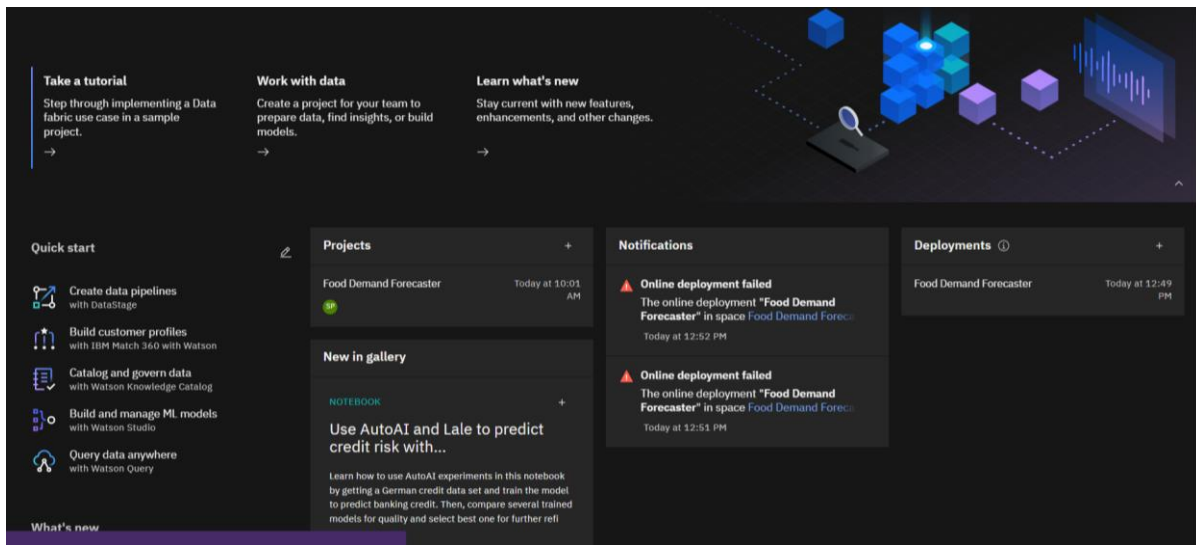 Take a tutorial
Step through implementing a Data
fabric use case in a sample
project.
Work with data
Create a project for your team to
prepare data, find insights, or build
models.
Learn what's new
Stay current with new features,
enhancements, and other changes.
Quick start
Create data pipelines
with DataStage
Build customer profiles
with IBM Match 360 with Watson
Catalog and govern data
with Watson Knowledge Catalog
Build and manage ML models
with Watson Studio
Query data anywhere
with Watson Query
What's new
Projects
Food Demand Forecaster
Today at 10:01
AM
SP
New in gallery
NOTEBOOK
Use AutoAI and Lale to predict
credit risk with...
Learn how to use AutoAI experiments in this notebook
by getting a German credit data set and train the model
to predict banking credit. Then, compare several trained
models for quality and select best one for further refi
Notifications
Online deployment failed
The online deployment "Food Demand
Forecaster" in space Food Demand Foreca
Today at 12:52 PM
Online deployment failed
The online deployment "Food Demand
Forecaster" in space Food Demand Foreca
Today at 12:51 PM
Deployments
Food Demand Forecaster
Today at 12:49
PM